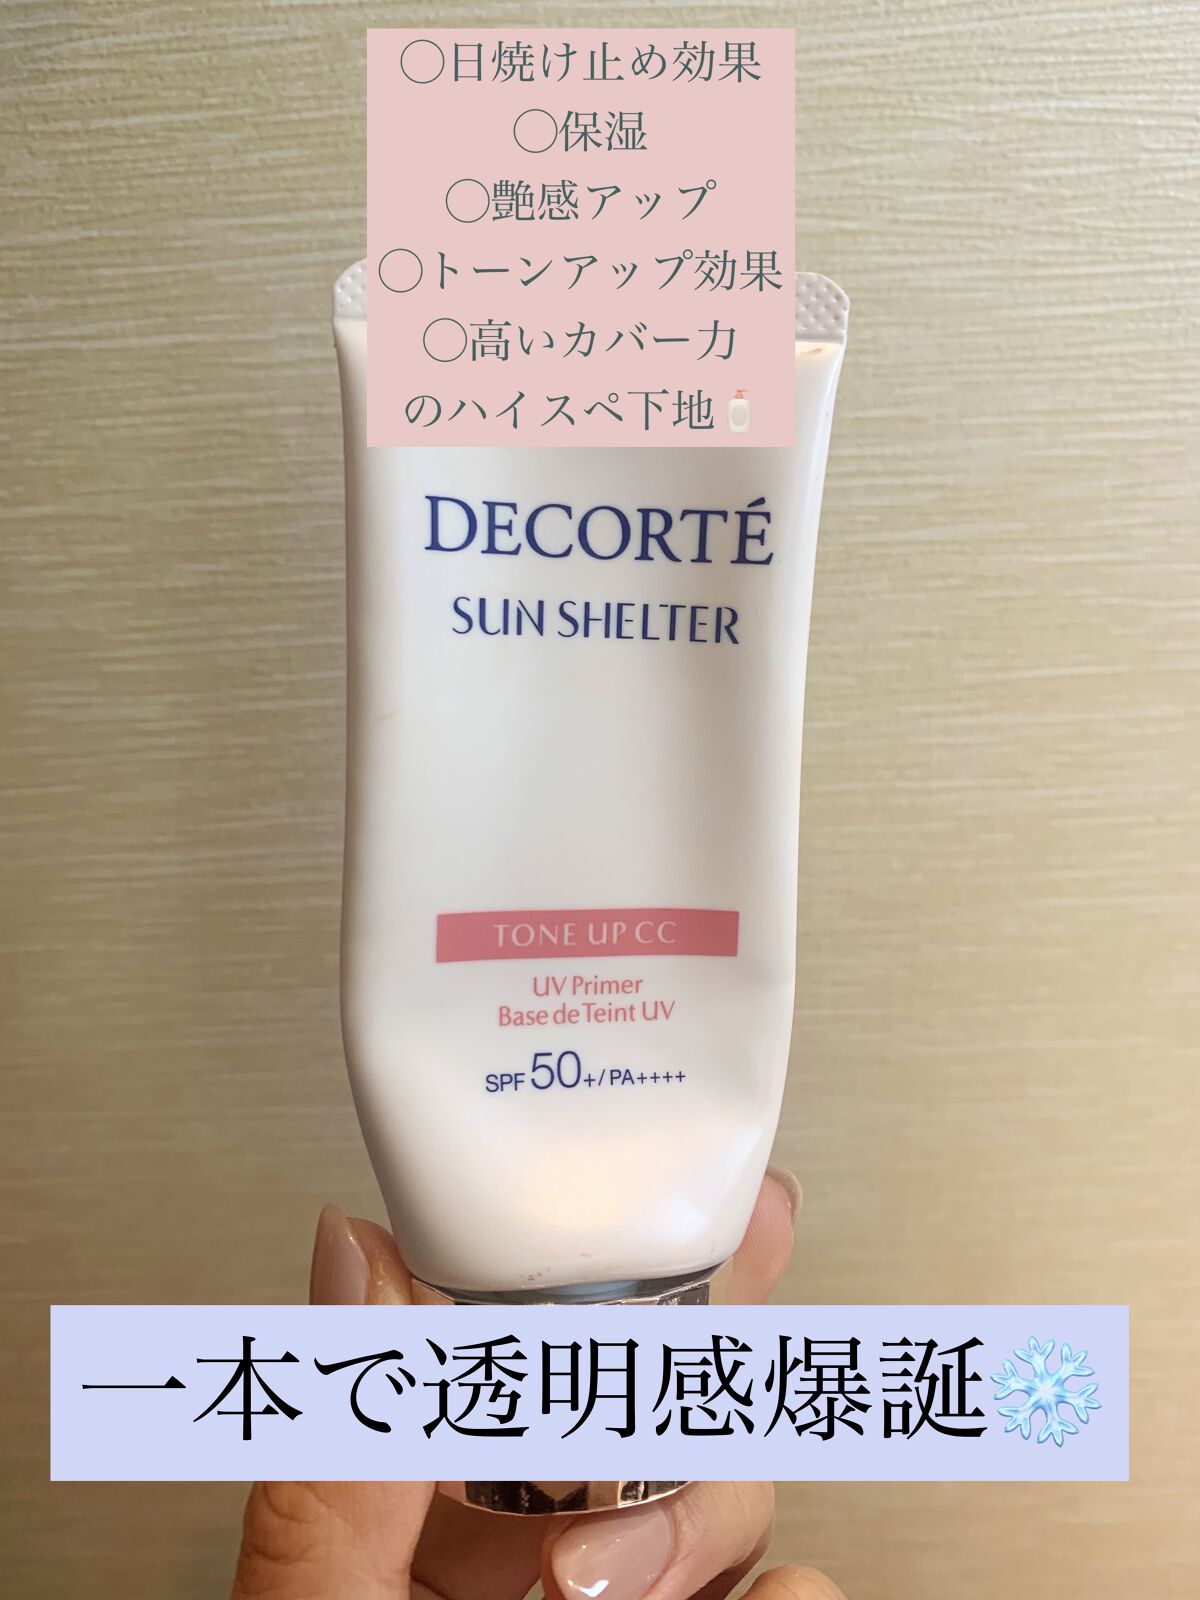 ◯日焼け止め効果
◯保湿
◯艶感アップ
◯トーンアップ効果
◯高いカバー力
のハイスペ下地🧴
DECORTÉ
SUN SHELTER
TONE UP CC
UV Primer
Base de Teint UV
SPF50+/PA++++
一本で透明感爆誕❄️